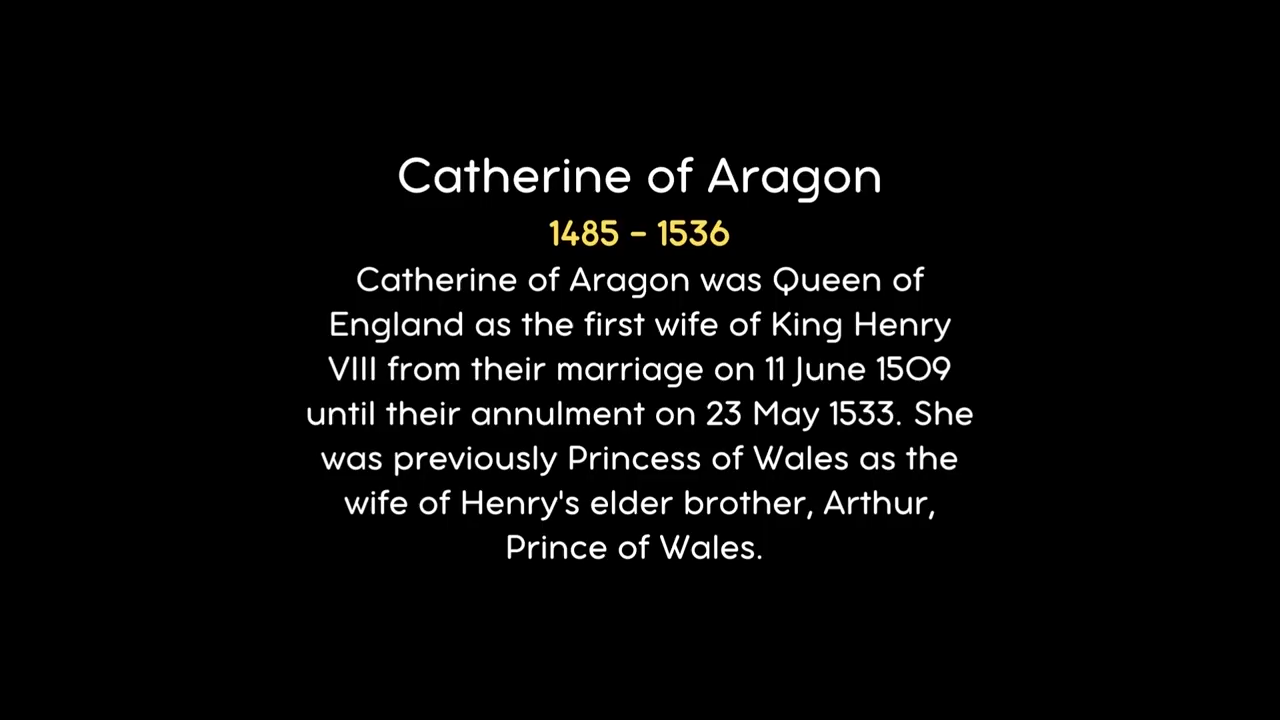 Catherine of Aragon
1485 - 1536
Catherine of Aragon was Queen of
England as the first wife of King Henry
VIII from their marriage on 11 June 1509
until their annulment on 23 May 1533. She
was previously Princess of Wales as the
wife of Henry's elder brother, Arthur,
Prince of Wales.